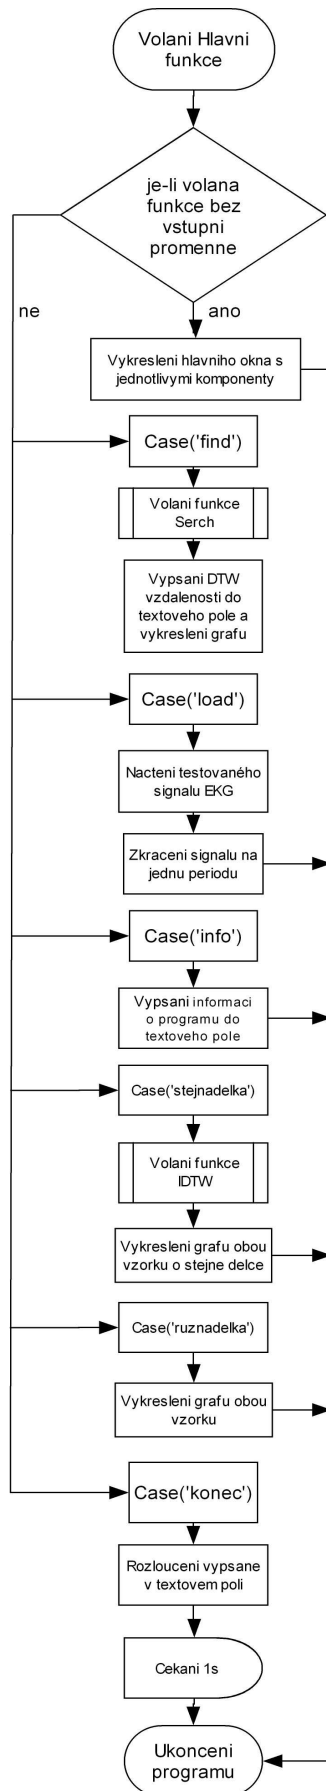 Volani Hlavni
funkce
je-li volana
funkce bez
vstupni
promenne
ne
ano
Vykresleni hlavniho okna s
jednotlivymi komponenty
Case('find')
Volani funkce
Serch
Vypsani DTW
vzdalenosti do
textoveho pole a
vykresleni grafu
Case('load')
Nacteni testovaného
signalu EKG
Zkraceni signalu na
jednu periodu
Case('info')
Vypsani informaci
o programu do
textoveho pole
Case('stejnadelka')
Volani funkce
IDTW
Vykresleni grafu obou
vzorku o stejne delce
Case('ruznadelka')
Vykresleni grafu obou
vzorku
Case('konec')
Rozlouceni vypsane
v textovem poli
Cekani 1s
Ukonceni
programu